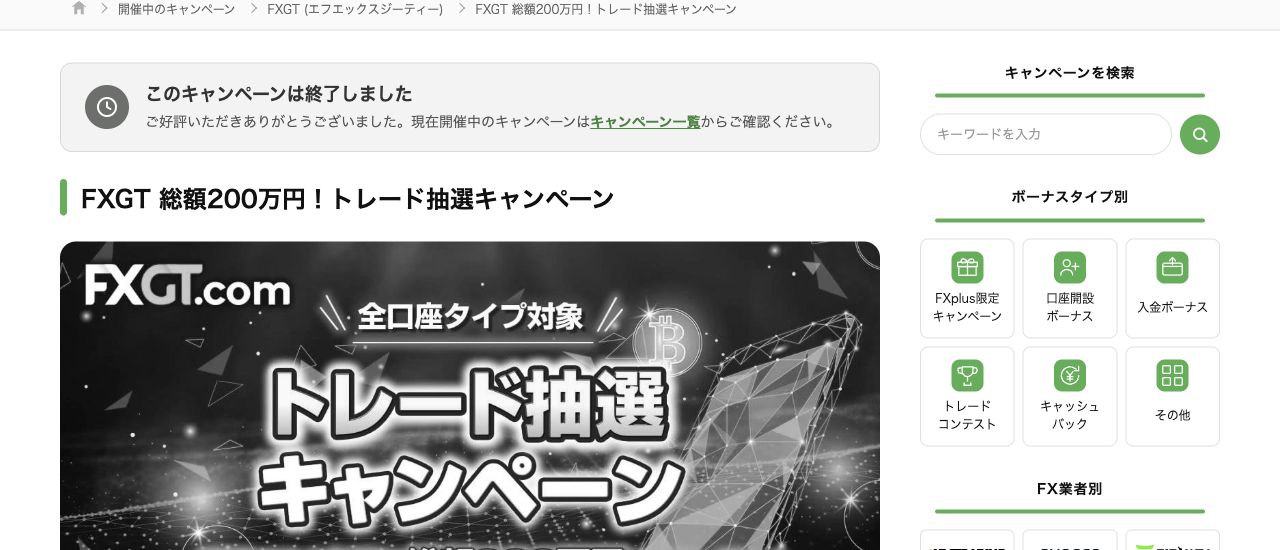 開催中のキャンペーン FXGT (エフエックスジーティー) FXGT 総額200万円！トレード抽選キャンペーン
このキャンペーンは終了しました
ご好評いただきありがとうございました。現在開催中のキャンペーンはキャンペーン一覧からご確認ください。
FXGT 総額200万円！トレード抽選キャンペーン
FXGT.com
全口座タイプ対象
トレード抽選
キャンペーン
キャンペーンを検索
キーワードを入力
ボーナスタイプ別
FXplus限定
キャンペーン
口座開設
ボーナス
入金ボーナス
トレード
コンテスト
キャッシュ
バック
その他
FX業者別